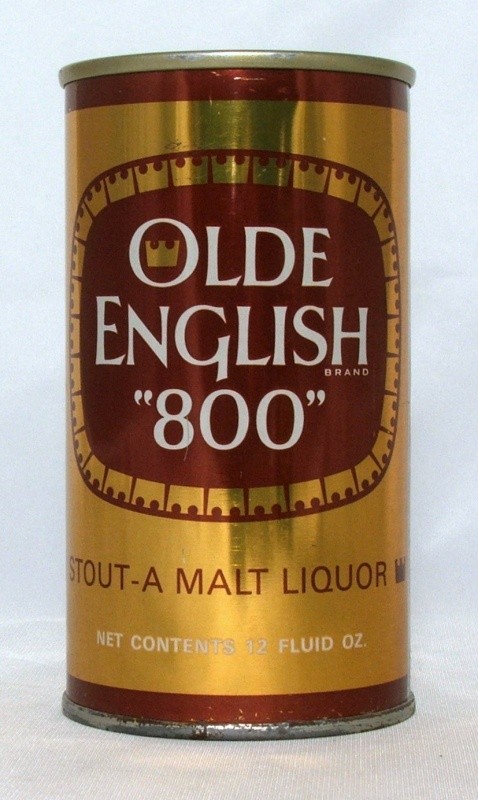 OLDE
ENGLISH
BRAND
“800”
STOUT-A MALT LIQUOR
NET CONTENTS 12 FLUID OZ.